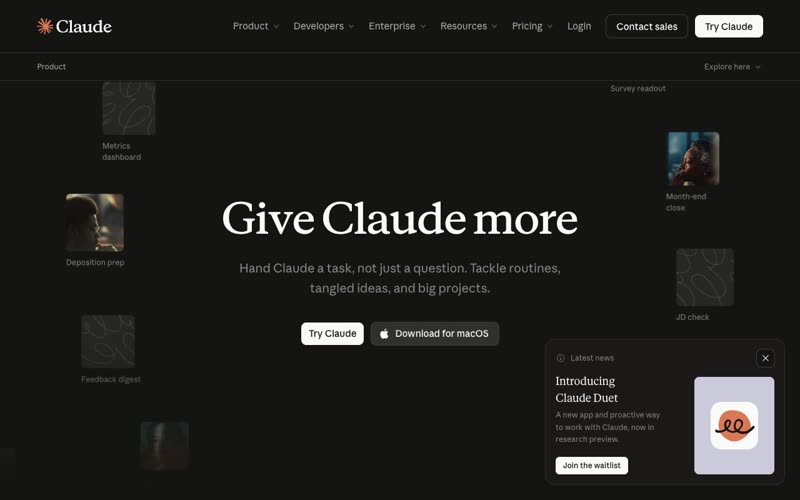 Claude
Product
Developers
Enterprise
Resources
Pricing
Login
Contact sales
Try Claude
Product
Explore here
Survey readout
Metrics
dashboard
Month-end
close
Give Claude more
Deposition prep
Hand Claude a task, not just a question. Tackle routines,
tangled ideas, and big projects.
JD check
Try Claude
Download for macOS
Feedback digest
Latest news
Introducing
Claude Duet
A new app and proactive way
to work with Claude, now in
research preview.
Join the waitlist